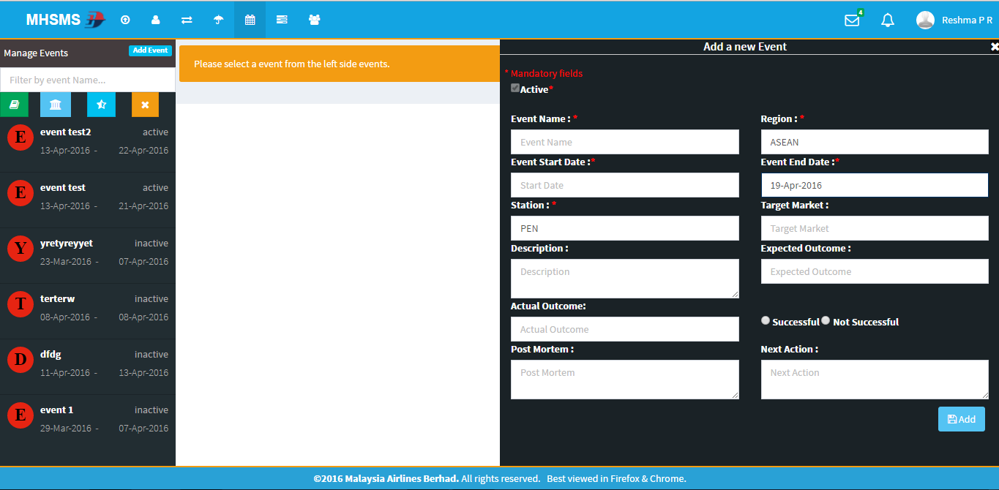 MHSMS
4
Reshma P R
Manage Events
Add Event
Filter by event Name...
E
event test2
active
13-Apr-2016 -
22-Apr-2016
E
event test
active
13-Apr-2016 -
21-Apr-2016
Y
yretyreyyet
inactive
23-Mar-2016 -
07-Apr-2016
T
terterw
inactive
08-Apr-2016 -
08-Apr-2016
D
dfdg
inactive
11-Apr-2016 -
13-Apr-2016
E
event 1
inactive
29-Mar-2016 -
07-Apr-2016
Please select a event from the left side events.
Add a new Event
* Mandatory fields
Active*
Event Name : *
Event Name
Region : *
ASEAN
Event Start Date :*
Start Date
Event End Date :*
19-Apr-2016
Station : *
PEN
Target Market :
Target Market
Description :
Description
Expected Outcome :
Expected Outcome
Actual Outcome:
Actual Outcome
Successful Not Successful
Post Mortem :
Post Mortem
Next Action :
Next Action
Add
©2016 Malaysia Airlines Berhad. All rights reserved. Best viewed in Firefox & Chrome.